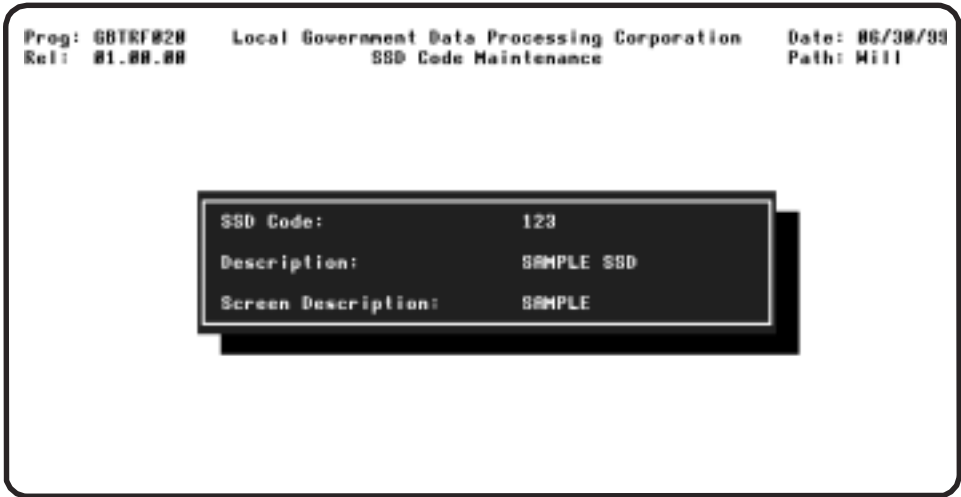 Prog: GBTRF020 Local Government Data Processing Corporation Date: 06/30/99
Rel: 01.00.00 SSD Code Maintenance Path: Will
SSD Code: 123
Description: SAMPLE SSD
Screen Description: SAMPLE